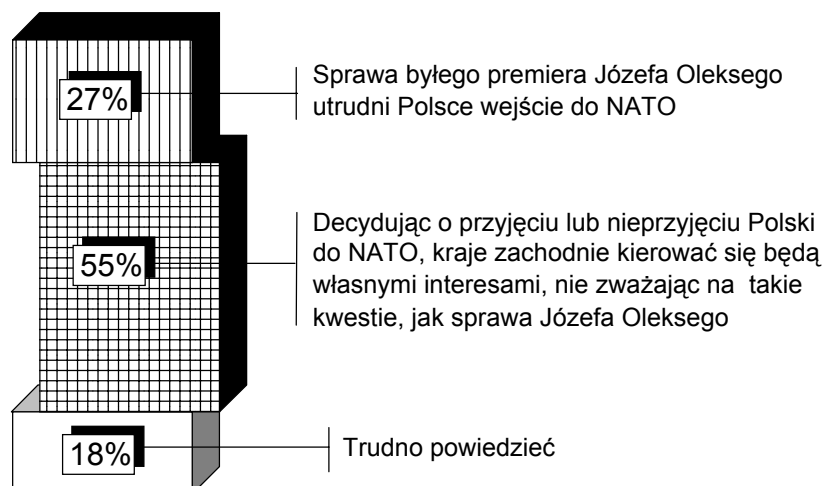 27%
Sprawa byłego premiera Józefa Oleksego
utrudni Polsce wejście do NATO
55%
Decydując o przyjęciu lub nieprzyjęciu Polski
do NATO, kraje zachodnie kierować się będą
własnymi interesami, nie zważając na takie
kwestie, jak sprawa Józefa Oleksego
18%
Trudno powiedzieć